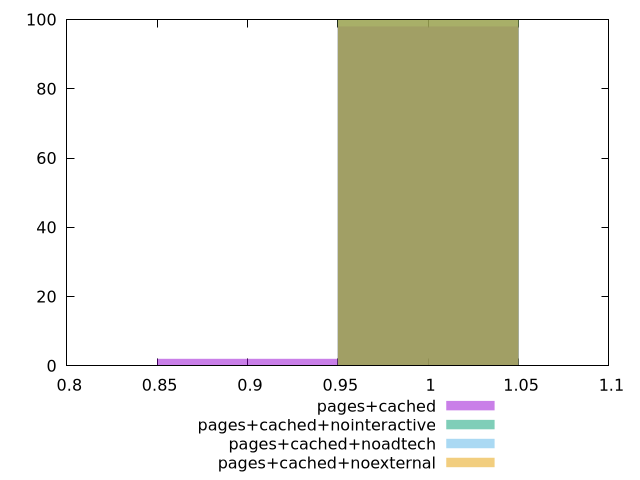 100
80
60
40
20
0
0.8 0.85 0.9 0.95 1 1.05 1.1
pages+cached
pages+cached+nointeractive
pages+cached+noadtech
pages+cached+noexternal